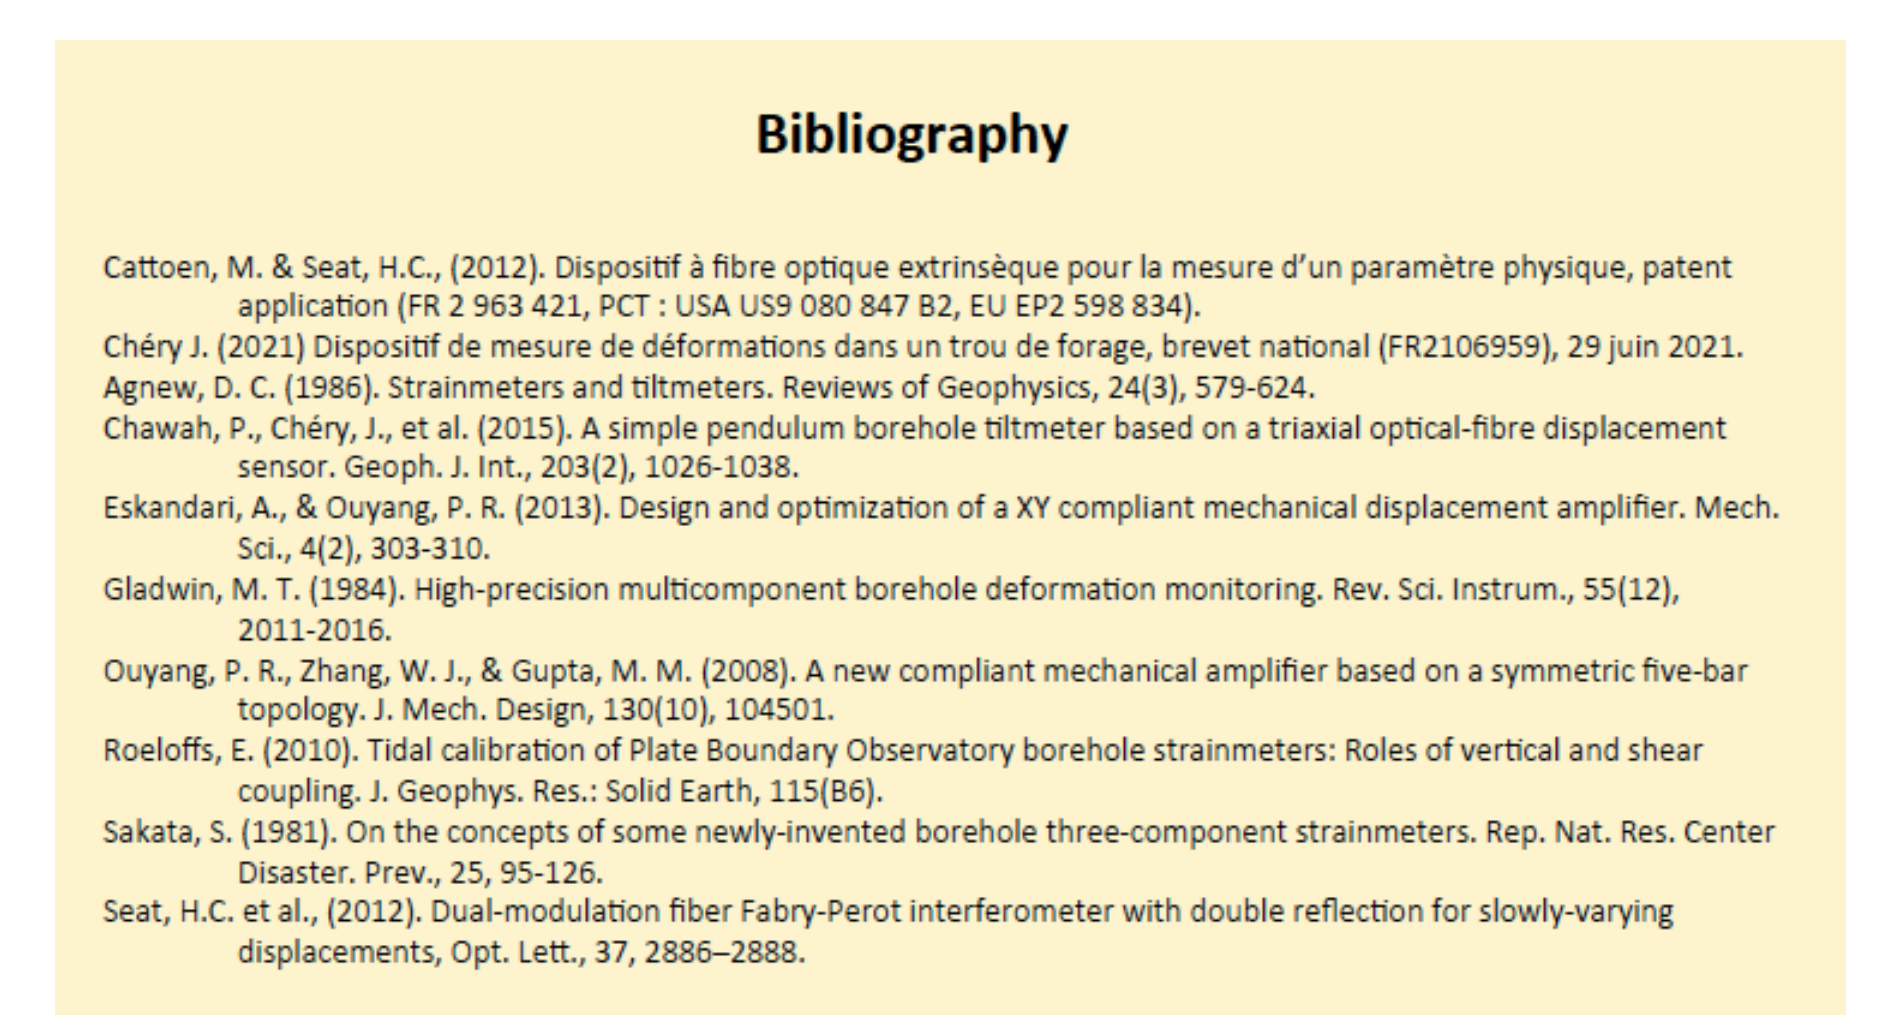 Bibliography
Cattoen, M. & Seat, H.C., (2012). Dispositif à fibre optique extrinsèque pour la mesure d’un paramètre physique, patent
application (FR 2 963 421, PCT : USA US9 080 847 B2, EU EP2 598 834).
Chéry J. (2021) Dispositif de mesure de déformations dans un trou de forage, brevet national (FR2106959), 29 juin 2021.
Agnew, D. C. (1986). Strainmeters and tiltmeters. Reviews of Geophysics, 24(3), 579-624.
Chawah, P., Chéry, J., et al. (2015). A simple pendulum borehole tiltmeter based on a triaxial optical-fibre displacement
sensor. Geoph. J. Int., 203(2), 1026-1038.
Eskandari, A., & Ouyang, P. R. (2013). Design and optimization of a XY compliant mechanical displacement amplifier. Mech.
Sci., 4(2), 303-310.
Gladwin, M. T. (1984). High-precision multicomponent borehole deformation monitoring. Rev. Sci. Instrum., 55(12),
2011-2016.
Ouyang, P. R., Zhang, W. J., & Gupta, M. M. (2008). A new compliant mechanical amplifier based on a symmetric five-bar
topology. J. Mech. Design, 130(10), 104501.
Roeloffs, E. (2010). Tidal calibration of Plate Boundary Observatory borehole strainmeters: Roles of vertical and shear
coupling. J. Geophys. Res.: Solid Earth, 115(B6).
Sakata, S. (1981). On the concepts of some newly-invented borehole three-component strainmeters. Rep. Nat. Res. Center
Disaster. Prev., 25, 95-126.
Seat, H.C. et al., (2012). Dual-modulation fiber Fabry-Perot interferometer with double reflection for slowly-varying
displacements, Opt. Lett., 37, 2886–2888.